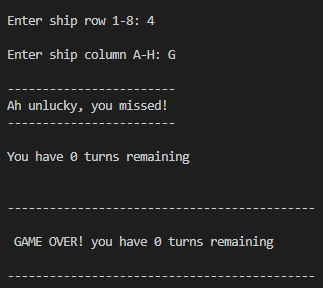 Enter ship row 1-8: 4
Enter ship column A-H: G
------------------------
Ah unlucky, you missed!
------------------------
You have 0 turns remaining
--------------------------------------------
GAME OVER! you have 0 turns remaining
--------------------------------------------